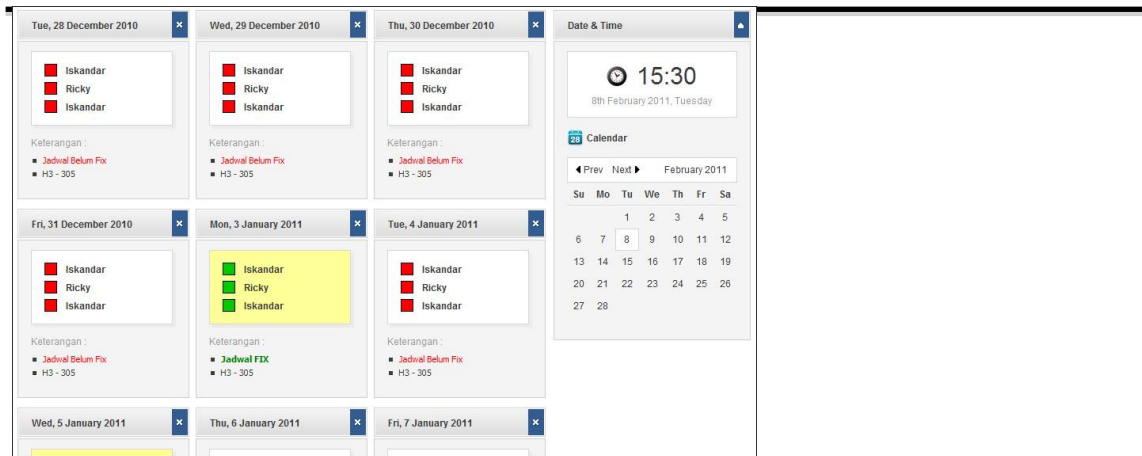 Tue, 28 December 2010
Iskandar
Ricky
Iskandar
Keterangan :
Jadwal Belum Fix
H3 - 305
Wed, 29 December 2010
Iskandar
Ricky
Iskandar
Keterangan :
Jadwal Belum Fix
H3 - 305
Thu, 30 December 2010
Iskandar
Ricky
Iskandar
Keterangan :
Jadwal Belum Fix
H3 - 305
Fri, 31 December 2010
Iskandar
Ricky
Iskandar
Keterangan :
Jadwal Belum Fix
H3 - 305
Mon, 3 January 2011
Iskandar
Ricky
Iskandar
Keterangan :
Jadwal FIX
H3 - 305
Tue, 4 January 2011
Iskandar
Ricky
Iskandar
Keterangan :
Jadwal Belum Fix
H3 - 305
Wed, 5 January 2011
Thu, 6 January 2011
Fri, 7 January 2011
Date & Time
15:30
8th February 2011, Tuesday
28 Calendar
Prev Next February 2011
Su Mo Tu We Th Fr Sa
1 2 3 4 5
6 7 8 9 10 11 12
13 14 15 16 17 18 19
20 21 22 23 24 25 26
27 28